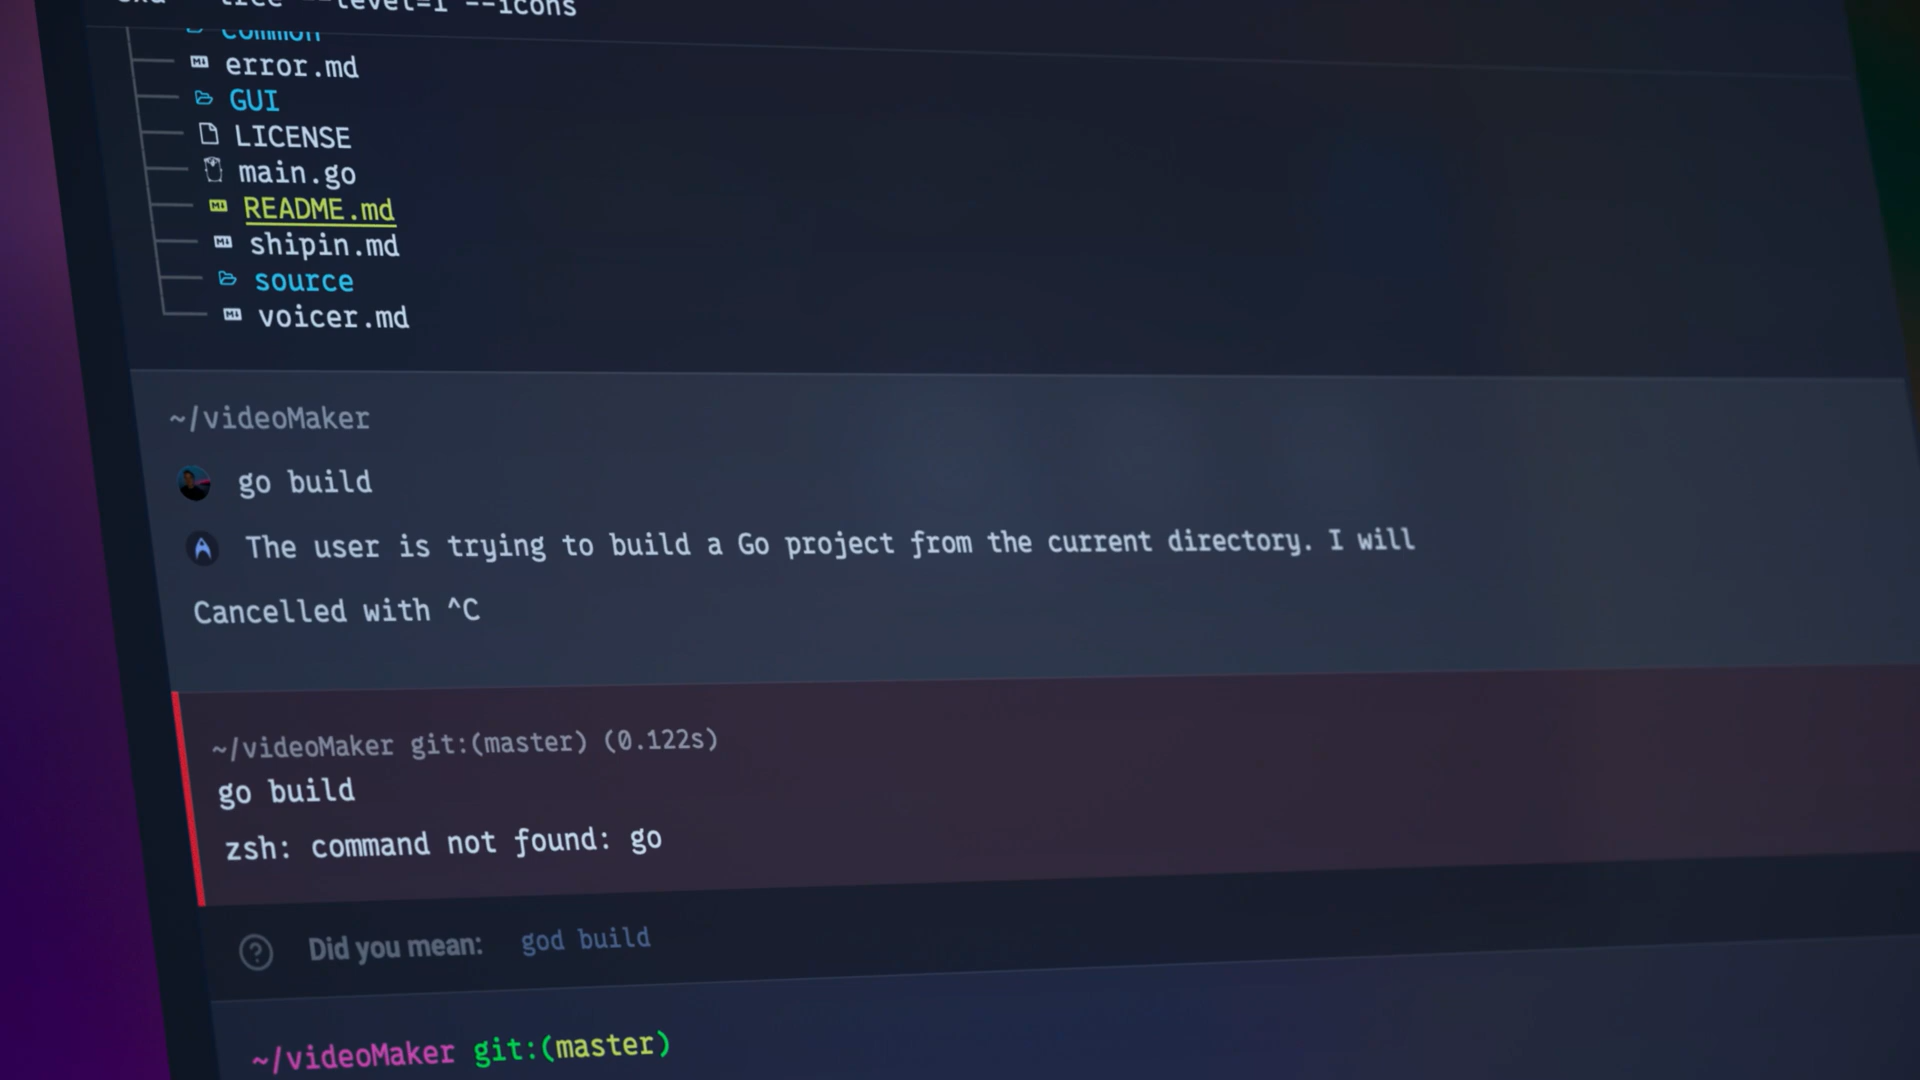 --level=1 --icons
common
error.md
GUI
LICENSE
main.go
README.md
shipin.md
source
voicer.md
~/videoMaker
go build
The user is trying to build a Go project from the current directory. I will
Cancelled with ^C
~/videoMaker git:(master) (0.122s)
go build
zsh: command not found: go
Did you mean: god build
~/videoMaker git:(master)